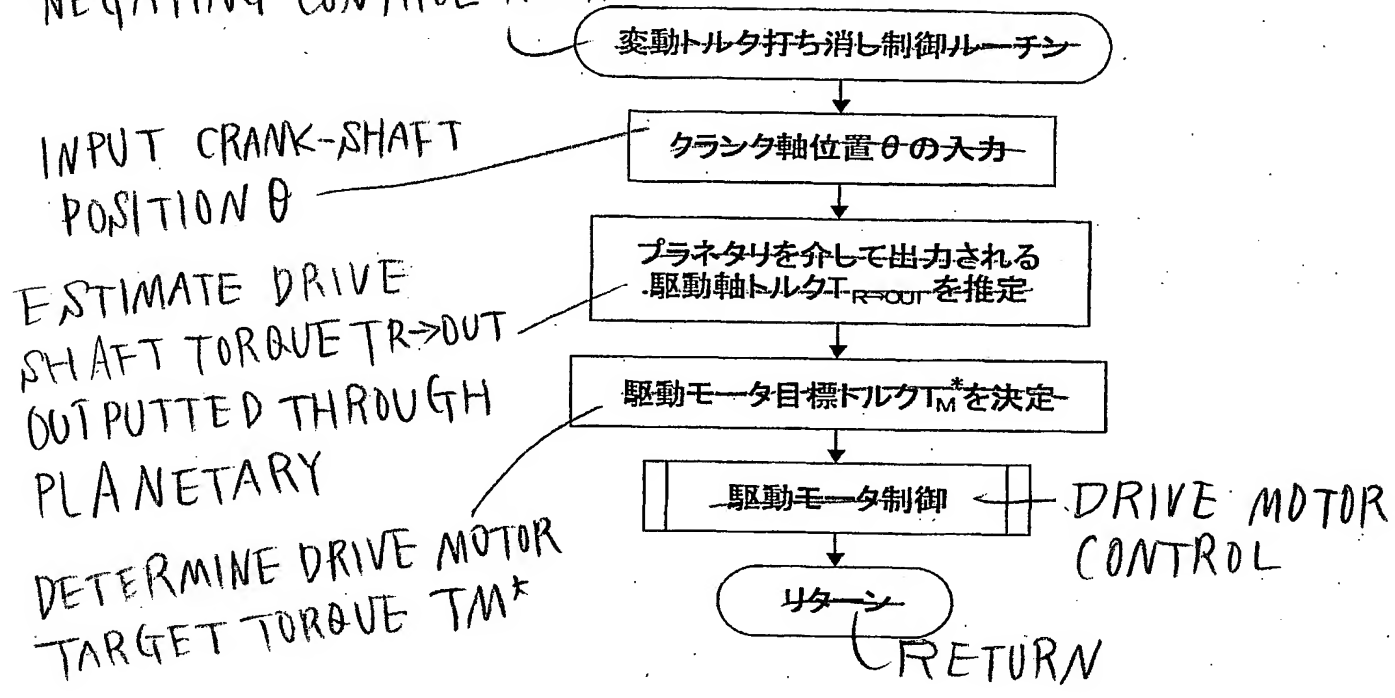 NEGATING CONTROL
変動トルク打ち消し制御ルーチン
INPUT CRANK-SHAFT
POSITION θ
クランク軸位置θの入力
ESTIMATE DRIVE
SHAFT TORQUE TR→OUT
OUTPUTTED THROUGH
PLANETARY
プラネタリを介して出力される
駆動軸トルクT_R→OUTを推定
DETERMINE DRIVE MOTOR
TARGET TORQUE TM*
駆動モータ目標トルクT_M*を決定
駆動モータ制御
DRIVE MOTOR
CONTROL
リターン
RETURN